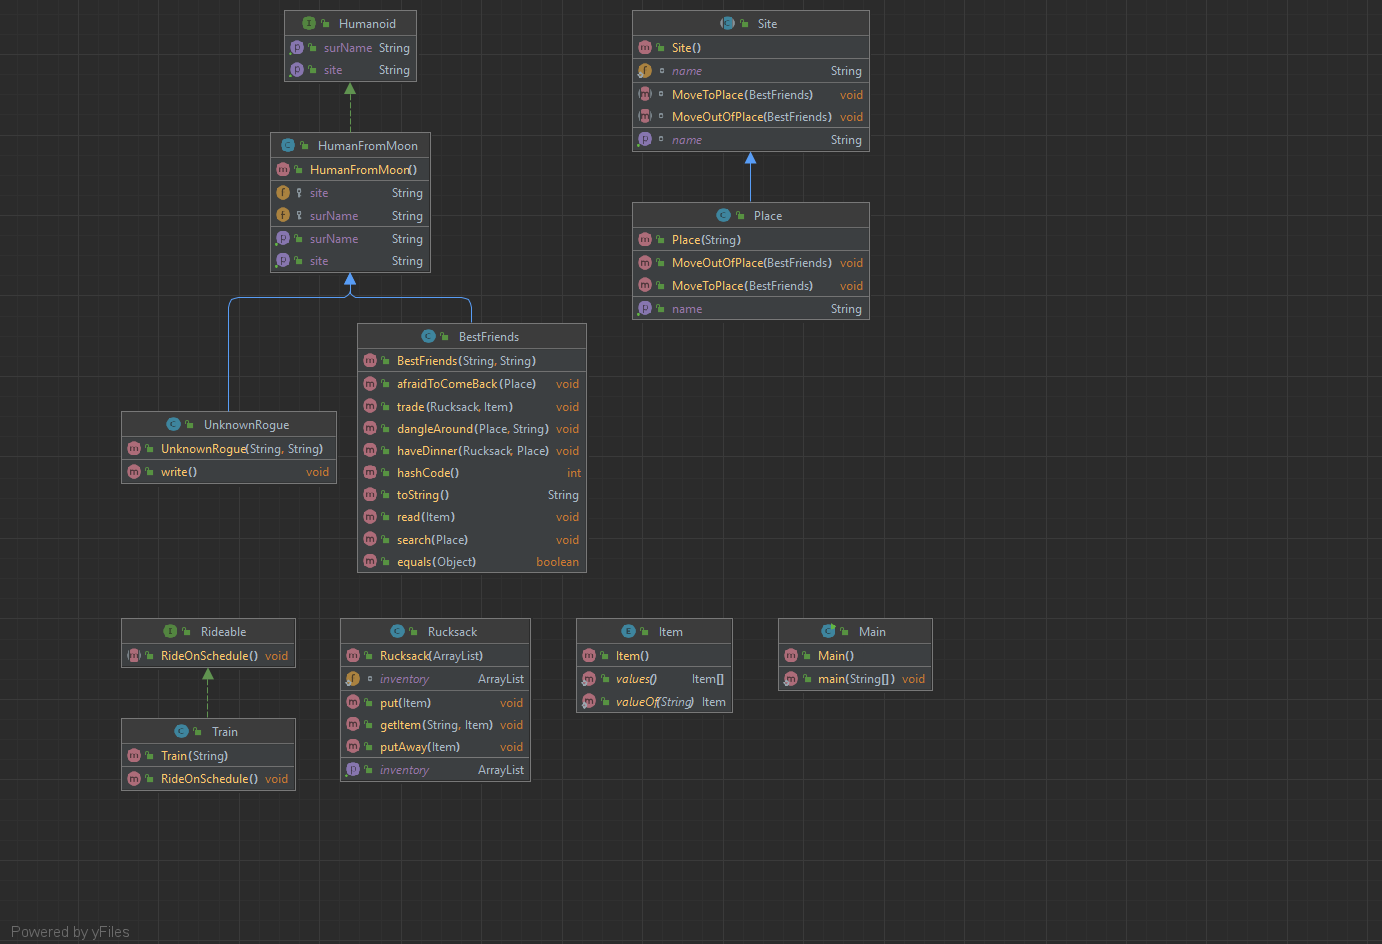 Humanoid
surName String
site String
HumanFromMoon
HumanFromMoon()
site String
surName String
surName String
site String
Site
Site()
name String
MoveToPlace(BestFriends) void
MoveOutOfPlace(BestFriends) void
name String
Place
Place(String)
MoveOutOfPlace(BestFriends) void
MoveToPlace(BestFriends) void
name String
BestFriends
BestFriends(String, String)
afraidToComeBack(Place) void
trade(Rucksack, Item) void
dangleAround(Place, String) void
haveDinner(Rucksack, Place) void
hashCode() int
toString() String
read(Item) void
search(Place) void
equals(Object) boolean
UnknownRogue
UnknownRogue(String, String)
write() void
Rideable
RideOnSchedule() void
Train
Train(String)
RideOnSchedule() void
Rucksack
Rucksack(ArrayList)
inventory ArrayList
put(Item) void
getItem(String, Item) void
putAway(Item) void
inventory ArrayList
Item
Item()
values() Item[]
valueOf(String) Item
Main
Main()
main(String[]) void
Powered by yFiles